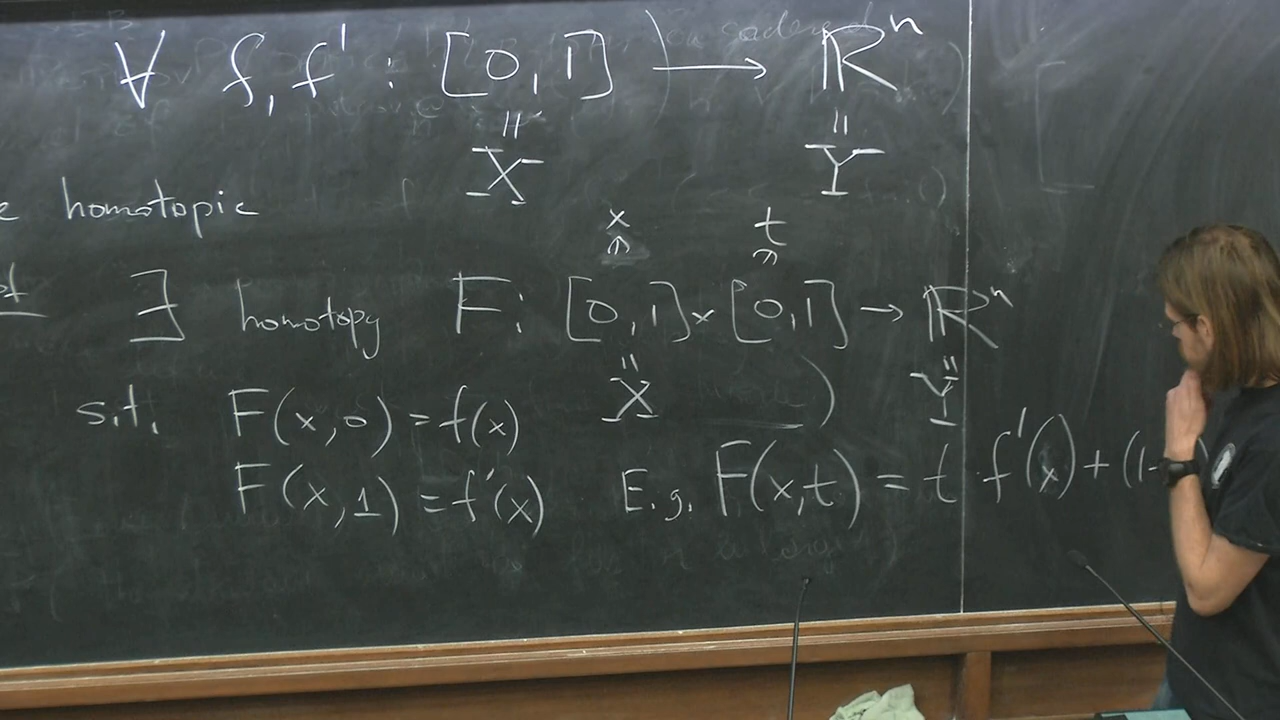 ∀ f, f' : [0,1] ⟶ ℝⁿ
= X = Y
homotopic
x t
∃ homotopy F: [0,1] × [0,1] → ℝⁿ
= X = Y
s.t. F(x,0) = f(x)
F(x,1) = f'(x) E.g. F(x,t) = t · f'(x) + (1-